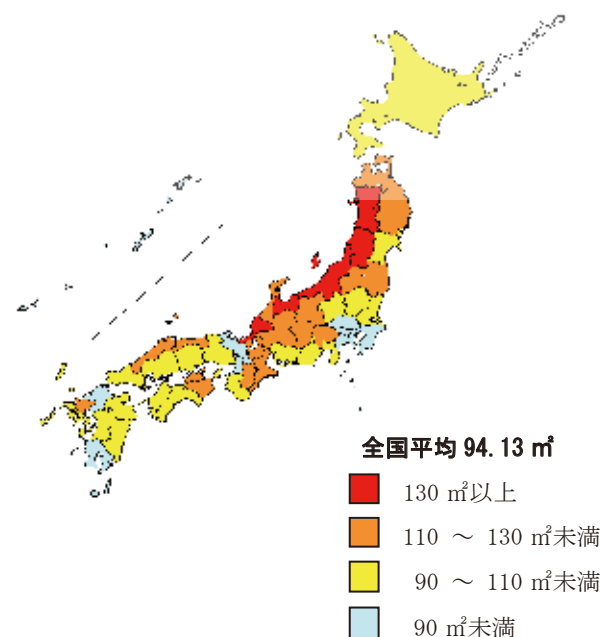 全国平均 94.13 ㎡
130 ㎡以上
110 ～ 130 ㎡未満
90 ～ 110 ㎡未満
90 ㎡未満